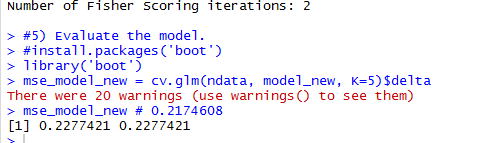 Number of Fisher Scoring iterations: 2
> #5) Evaluate the model.
> #install.packages('boot')
> library('boot')
> mse_model_new = cv.glm(ndata, model_new, K=5)$delta
There were 20 warnings (use warnings() to see them)
> mse_model_new # 0.2174608
[1] 0.2277421 0.2277421
>